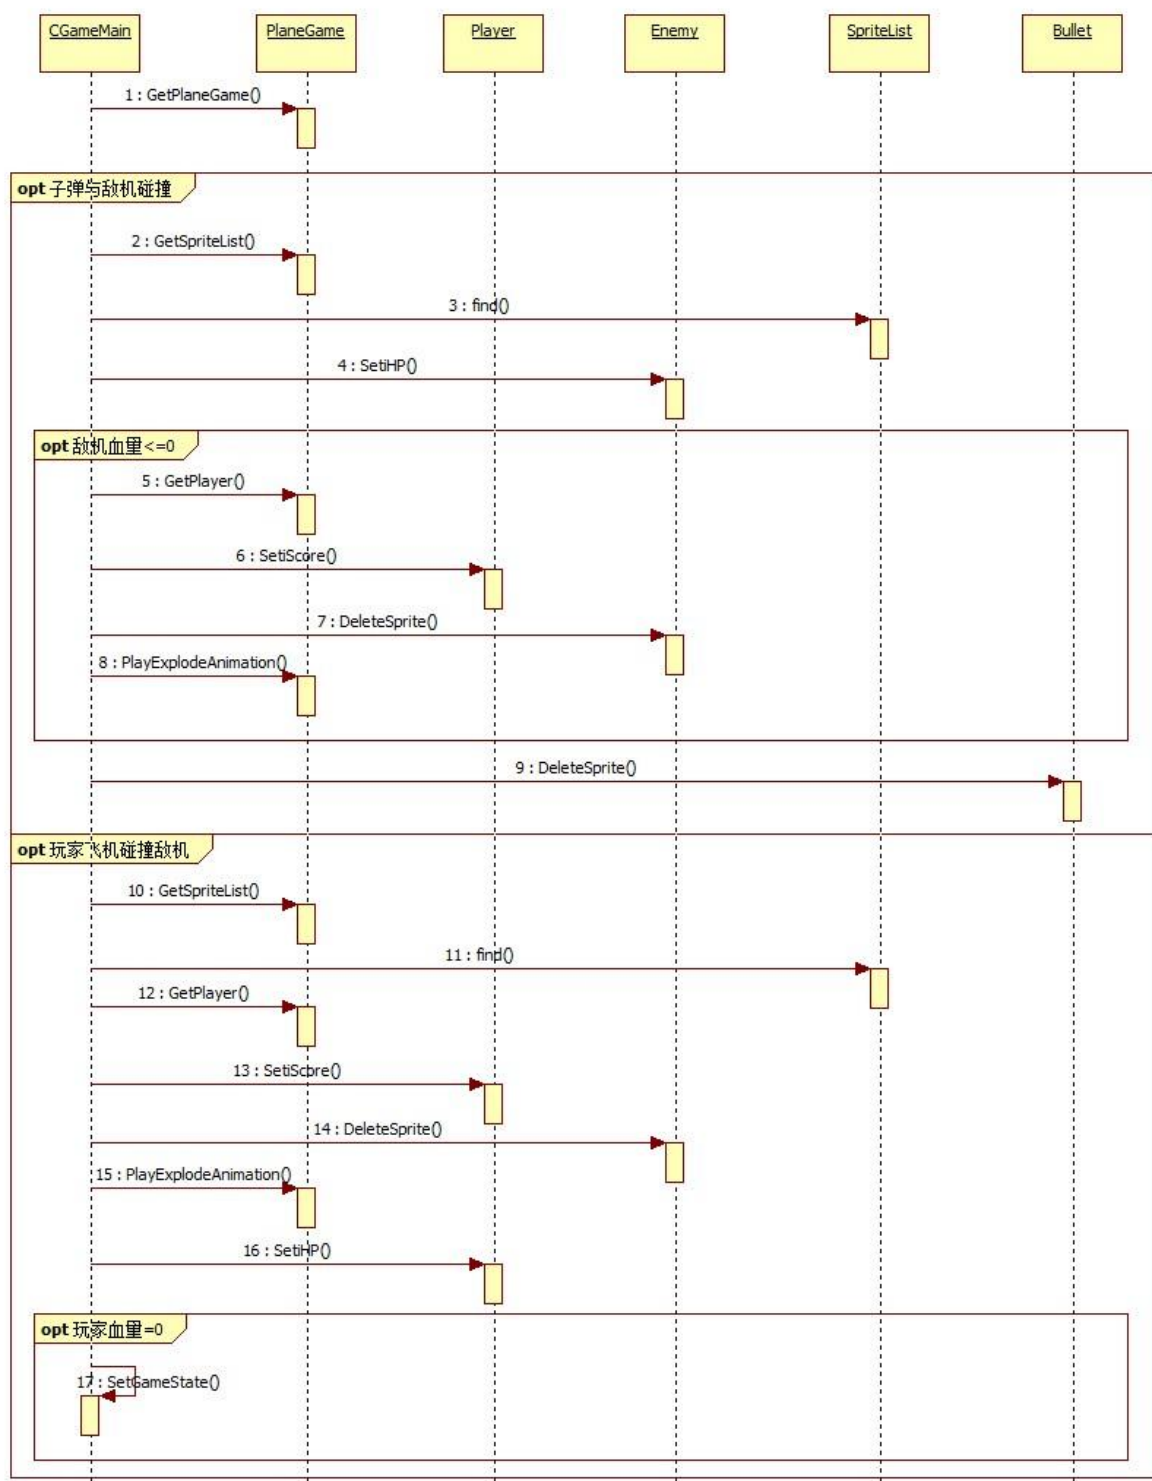 CGameMain
PlaneGame
Player
Enemy
SpriteList
Bullet
1 : GetPlaneGame()
opt 子弹与敌机碰撞
2 : GetSpriteList()
3 : find()
4 : SetiHP()
opt 敌机血量<=0
5 : GetPlayer()
6 : SetiScore()
7 : DeleteSprite()
8 : PlayExplodeAnimation()
9 : DeleteSprite()
opt 玩家飞机碰撞敌机
10 : GetSpriteList()
11 : find()
12 : GetPlayer()
13 : SetiScore()
14 : DeleteSprite()
15 : PlayExplodeAnimation()
16 : SetiHP()
opt 玩家血量=0
17 : SetGameState()